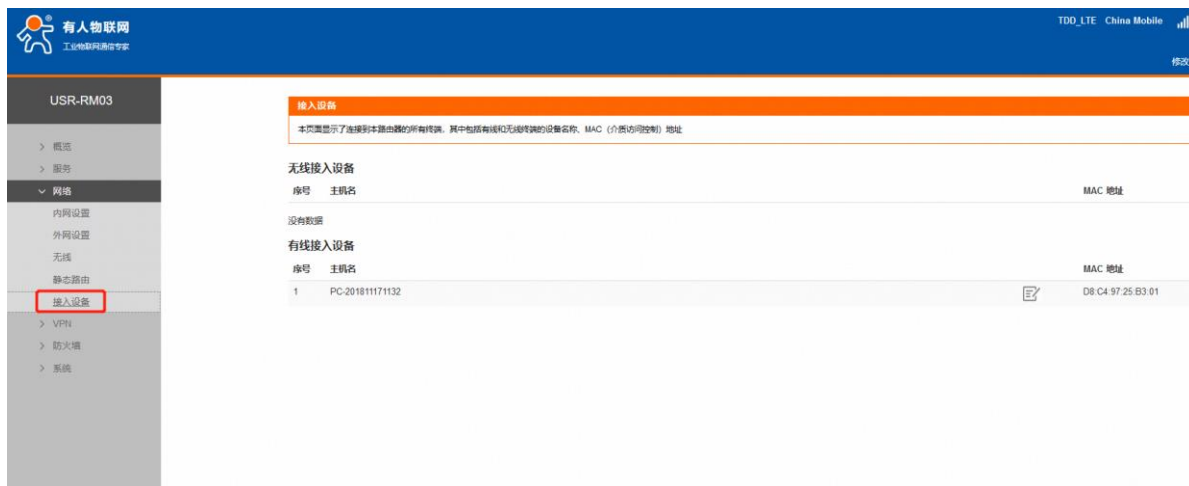 有人物联网
工业物联网通信专家
TDD_LTE China Mobile
修改
USR-RM03
概览
服务
网络
内网设置
外网设置
无线
静态路由
接入设备
VPN
防火墙
系统
接入设备
本页面显示了连接到本路由器的所有终端，其中包括有线和无线终端的设备名称、MAC（介质访问控制）地址
无线接入设备
序号 主机名 MAC 地址
没有数据
有线接入设备
序号 主机名 MAC 地址
1 PC-201811171132 D8:C4:97:25:B3:01